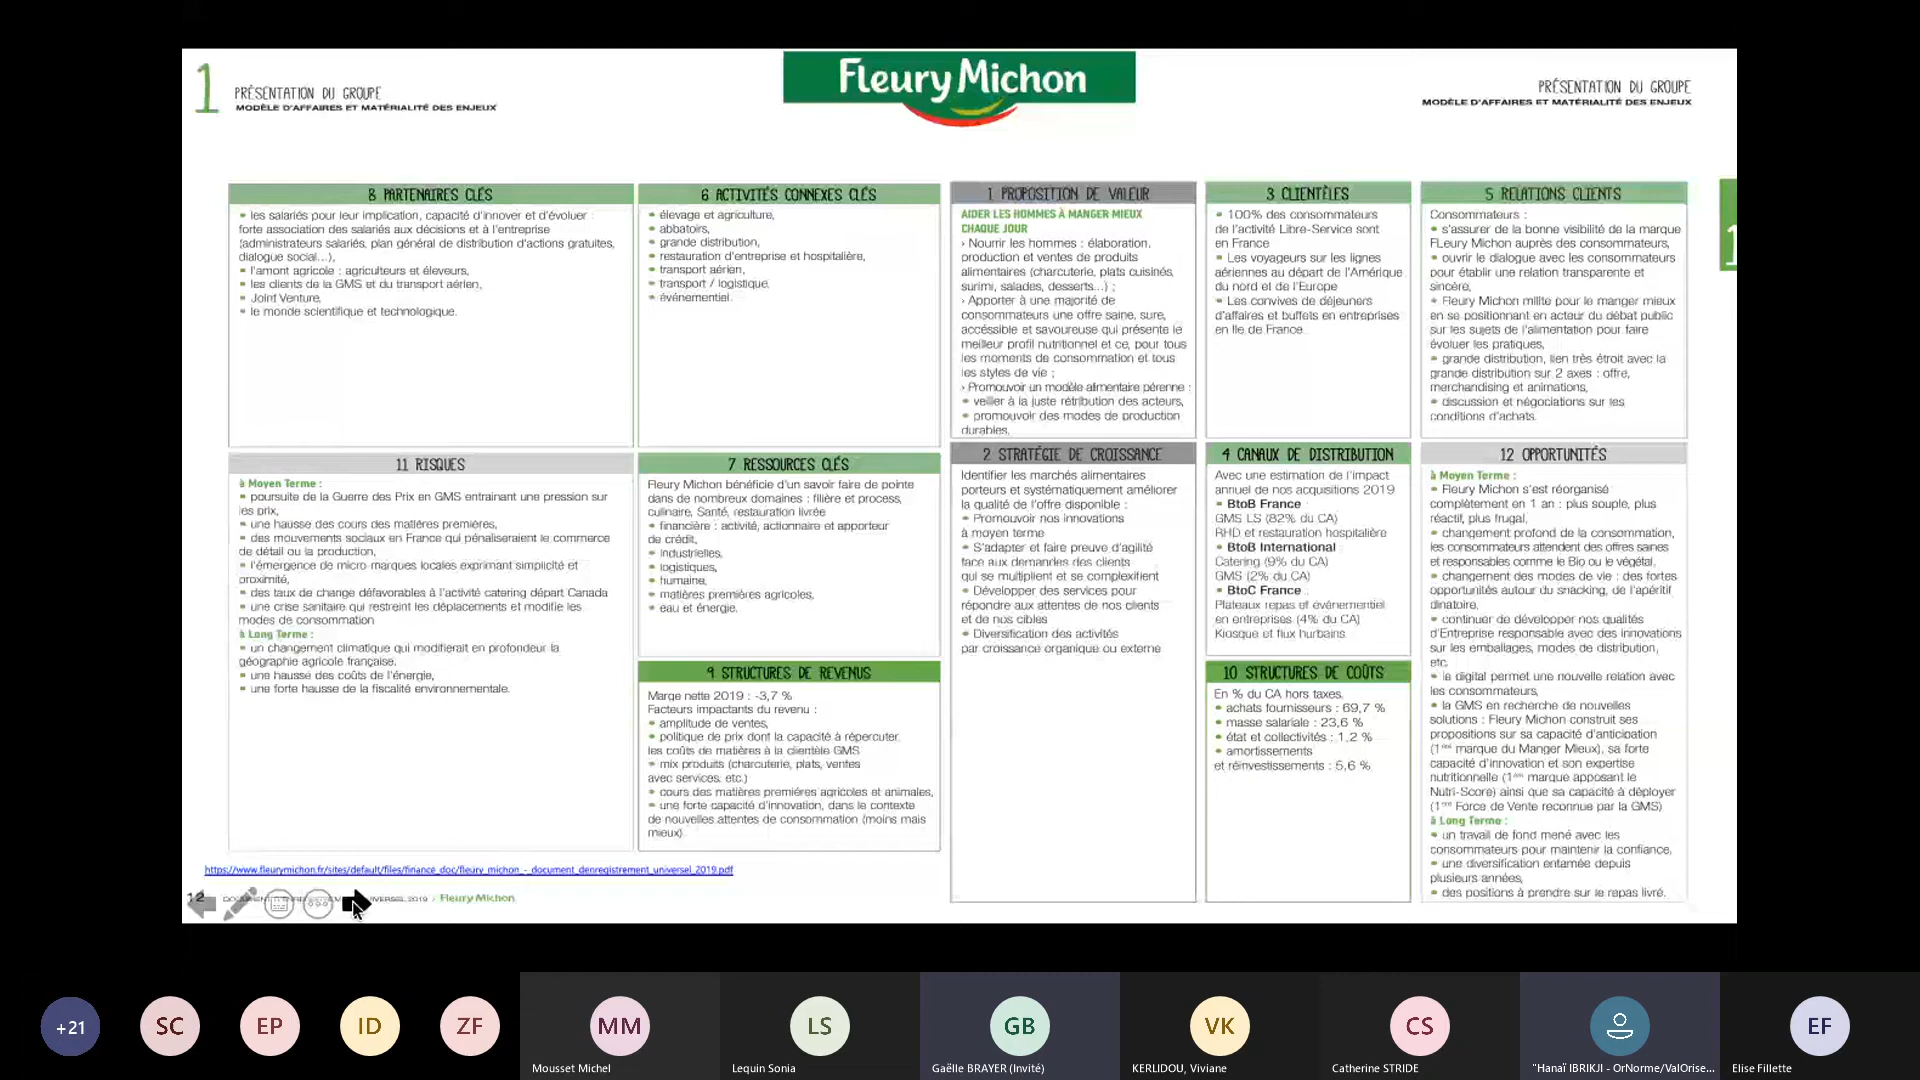 1
PRÉSENTATION DU GROUPE
MODÈLE D'AFFAIRES ET MATÉRIALITÉ DES ENJEUX
Fleury Michon
PRÉSENTATION DU GROUPE
MODÈLE D'AFFAIRES ET MATÉRIALITÉ DES ENJEUX
1
8 PARTENAIRES CLÉS
les salariés pour leur implication, capacité d'innover et d'évoluer :
forte association des salariés aux décisions et à l'entreprise
(administrateurs salariés, plan général de distribution d'actions gratuites,
dialogue social...),
l'amont agricole : agriculteurs et éleveurs,
les clients de la GMS et du transport aérien,
Joint Venture,
le monde scientifique et technologique.
6 ACTIVITÉS CONNEXES CLÉS
élevage et agriculture,
abbatoirs,
grande distribution,
restauration d'entreprise et hospitalière,
transport aérien,
transport / logistique,
événementiel.
1 PROPOSITION DE VALEUR
AIDER LES HOMMES À MANGER MIEUX
CHAQUE JOUR
› Nourrir les hommes : élaboration,
production et ventes de produits
alimentaires (charcuterie, plats cuisinés,
surimi, salades, desserts...) ;
› Apporter à une majorité de
consommateurs une offre saine, sure,
accéssible et savoureuse qui présente le
meilleur profil nutritionnel et ce, pour tous
les moments de consommation et tous
les styles de vie ;
› Promouvoir un modèle alimentaire pérenne :
veiller à la juste rétribution des acteurs,
promouvoir des modes de production
durables.
3 CLIENTÈLES
100% des consommateurs
de l'activité Libre-Service sont
en France
Les voyageurs sur les lignes
aériennes au départ de l'Amérique
du nord et de l'Europe
Les convives de déjeuners
d'affaires et buffets en entreprises
en Ile de France.
5 RELATIONS CLIENTS
Consommateurs :
s'assurer de la bonne visibilité de la marque
FLeury Michon auprès des consommateurs,
ouvrir le dialogue avec les consommateurs
pour établir une relation transparente et
sincère,
Fleury Michon milite pour le manger mieux
en se positionnant en acteur du débat public
sur les sujets de l'alimentation pour faire
évoluer les pratiques,
grande distribution, lien très étroit avec la
grande distribution sur 2 axes : offre,
merchandising et animations,
discussion et négociations sur les
conditions d'achats.
11 RISQUES
à Moyen Terme :
poursuite de la Guerre des Prix en GMS entrainant une pression sur
les prix,
une hausse des cours des matières premières,
des mouvements sociaux en France qui pénaliseraient le commerce
de détail ou la production,
l'émergence de micro marques locales exprimant simplicité et
proximité,
des taux de change défavorables à l'activité catering départ Canada
une crise sanitaire qui restreint les déplacements et modifie les
modes de consommation
à Long Terme :
un changement climatique qui modifierait en profondeur la
géographie agricole française.
une hausse des coûts de l'énergie,
une forte hausse de la fiscalité environnementale.
7 RESSOURCES CLÉS
Fleury Michon bénéficie d'un savoir faire de pointe
dans de nombreux domaines : filière et process,
culinaire, Santé, restauration livrée
financière : activité, actionnaire et apporteur
de crédit,
industrielles,
logistiques,
humaine,
matières premières agricoles,
eau et énergie.
9 STRUCTURES DE REVENUS
Marge nette 2019 : -3,7 %
Facteurs impactants du revenu :
amplitude de ventes,
politique de prix dont la capacité à répercuter
les coûts de matières à la clientèle GMS
mix produits (charcuterie, plats, ventes
avec services, etc.)
cours des matières premières agricoles et animales,
une forte capacité d'innovation, dans le contexte
de nouvelles attentes de consommation (moins mais
mieux).
2 STRATÉGIE DE CROISSANCE
Identifier les marchés alimentaires
porteurs et systématiquement améliorer
la qualité de l'offre disponible :
Promouvoir nos innovations
à moyen terme
S'adapter et faire preuve d'agilité
face aux demandes des clients
qui se multiplient et se complexifient
Développer des services pour
répondre aux attentes de nos clients
et de nos cibles
Diversification des activités
par croissance organique ou externe
4 CANAUX DE DISTRIBUTION
Avec une estimation de l'impact
annuel de nos acquisitions 2019
BtoB France :
GMS LS (82% du CA)
RHD et restauration hospitalière
BtoB International
Catering (9% du CA)
GMS (2% du CA)
BtoC France :
Plateaux repas et événementiel
en entreprises (4% du CA)
Kiosque et flux hurbains
10 STRUCTURES DE COÛTS
En % du CA hors taxes.
achats fournisseurs : 69,7 %
masse salariale : 23,6 %
état et collectivités : 1,2 %
amortissements
et réinvestissements : 5,6 %
12 OPPORTUNITÉS
à Moyen Terme :
Fleury Michon s'est réorganisé
complètement en 1 an : plus souple, plus
réactif, plus frugal,
changement profond de la consommation,
les consommateurs attendent des offres saines
et responsables comme le Bio ou le végétal,
changement des modes de vie : des fortes
opportunités autour du snacking, de l'apéritif
dinatoire,
continuer de développer nos qualités
d'Entreprise responsable avec des innovations
sur les emballages, modes de distribution,
etc.
le digital permet une nouvelle relation avec
les consommateurs,
la GMS en recherche de nouvelles
solutions : Fleury Michon construit ses
propositions sur sa capacité d'anticipation
(1ère marque du Manger Mieux), sa forte
capacité d'innovation et son expertise
nutritionnelle (1ère marque apposant le
Nutri-Score) ainsi que sa capacité à déployer
(1ère Force de Vente reconnue par la GMS)
à Long Terme :
un travail de fond mené avec les
consommateurs pour maintenir la confiance,
une diversification entamée depuis
plusieurs années,
des positions à prendre sur le repas livré.
https://www.fleurymichon.fr/sites/default/files/finance_doc/fleury_michon_-_document_denregistrement_universel_2019.pdf
12
UNIVERSEL 2019 / Fleury Michon
+21
SC
EP
ID
ZF
MM
LS
GB
VK
CS
EF
Mousset Michel
Lequin Sonia
Gaëlle BRAYER (Invité)
KERLIDOU, Viviane
Catherine STRIDE
"Hanaï IBRIKJI - OrNorme/ValOrise...
Elise Fillette